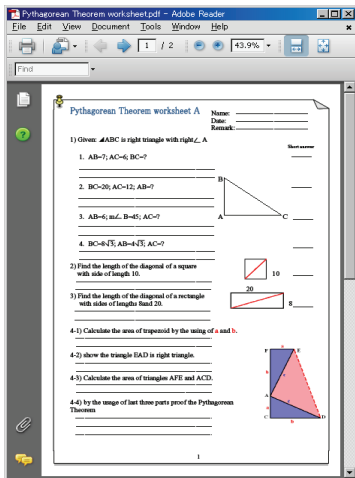 Pythagorean Theorem worksheet.pdf - Adobe Reader
File Edit View Document Tools Window Help
1 / 2 43.9%
Find
Pythagorean Theorem worksheet A
Name:
Date:
Remark:
1) Given: ⊿ABC is right triangle with right∠ A
Short answer
1. AB=7; AC=6; BC=?
2. BC=20; AC=12; AB=?
B
A
C
3. AB=6; m∠ B=45; AC=?
4. BC=8√3; AB=4√3; AC=?
2) Find the length of the diagonal of a square
with side of length 10.
10
20
3) Find the length of the diagonal of a rectangle
with sides of lengths 8and 20.
8
4-1) Calculate the area of trapezoid by the using of a and b.
4-2) show the triangle EAD is right triangle.
F a E
b c
4-3) Calculate the area of triangles AFE and ACD.
A c
a
4-4) by the usage of last three parts proof the Pythagorean
Theorem
C b D
1